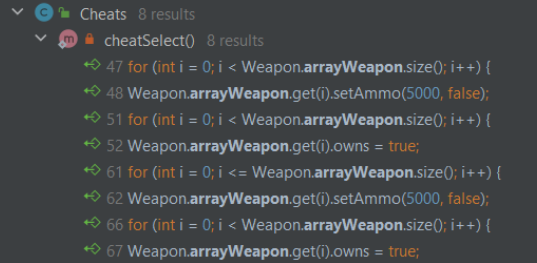 Cheats 8 results
cheatSelect() 8 results
47 for (int i = 0; i < Weapon.arrayWeapon.size(); i++) {
48 Weapon.arrayWeapon.get(i).setAmmo(5000, false);
51 for (int i = 0; i < Weapon.arrayWeapon.size(); i++) {
52 Weapon.arrayWeapon.get(i).owns = true;
61 for (int i = 0; i <= Weapon.arrayWeapon.size(); i++) {
62 Weapon.arrayWeapon.get(i).setAmmo(5000, false);
66 for (int i = 0; i < Weapon.arrayWeapon.size(); i++) {
67 Weapon.arrayWeapon.get(i).owns = true;